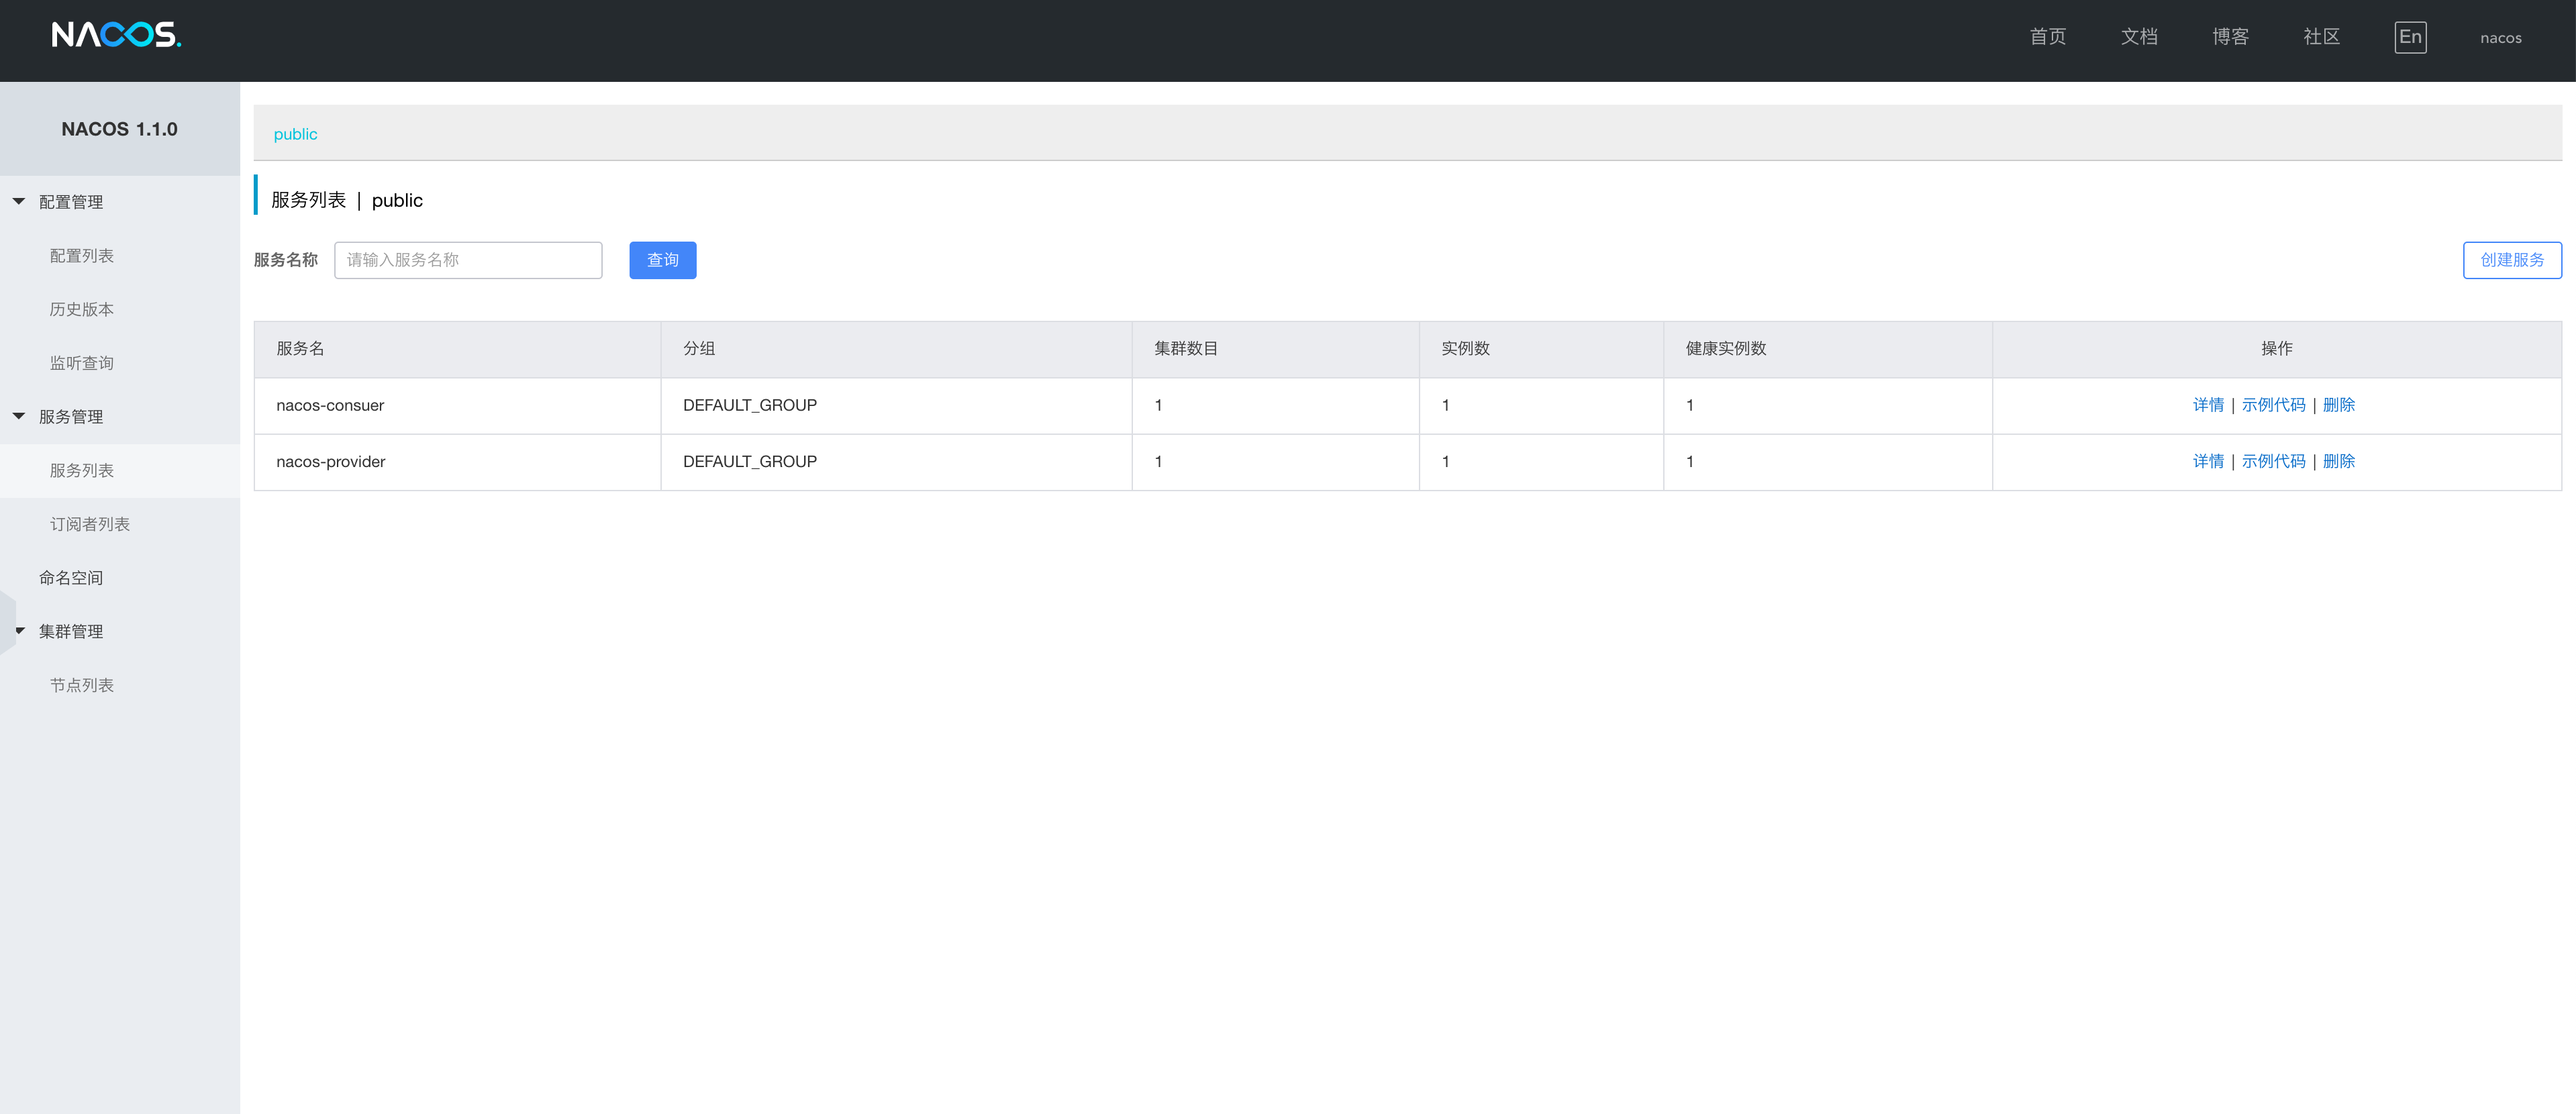 NACOS.
首页 文档 博客 社区 En nacos
NACOS 1.1.0
配置管理
配置列表
历史版本
监听查询
服务管理
服务列表
订阅者列表
命名空间
集群管理
节点列表
public
服务列表 | public
服务名称 请输入服务名称 查询 创建服务
服务名 分组 集群数目 实例数 健康实例数 操作
nacos-consuer DEFAULT_GROUP 1 1 1 详情 | 示例代码 | 删除
nacos-provider DEFAULT_GROUP 1 1 1 详情 | 示例代码 | 删除